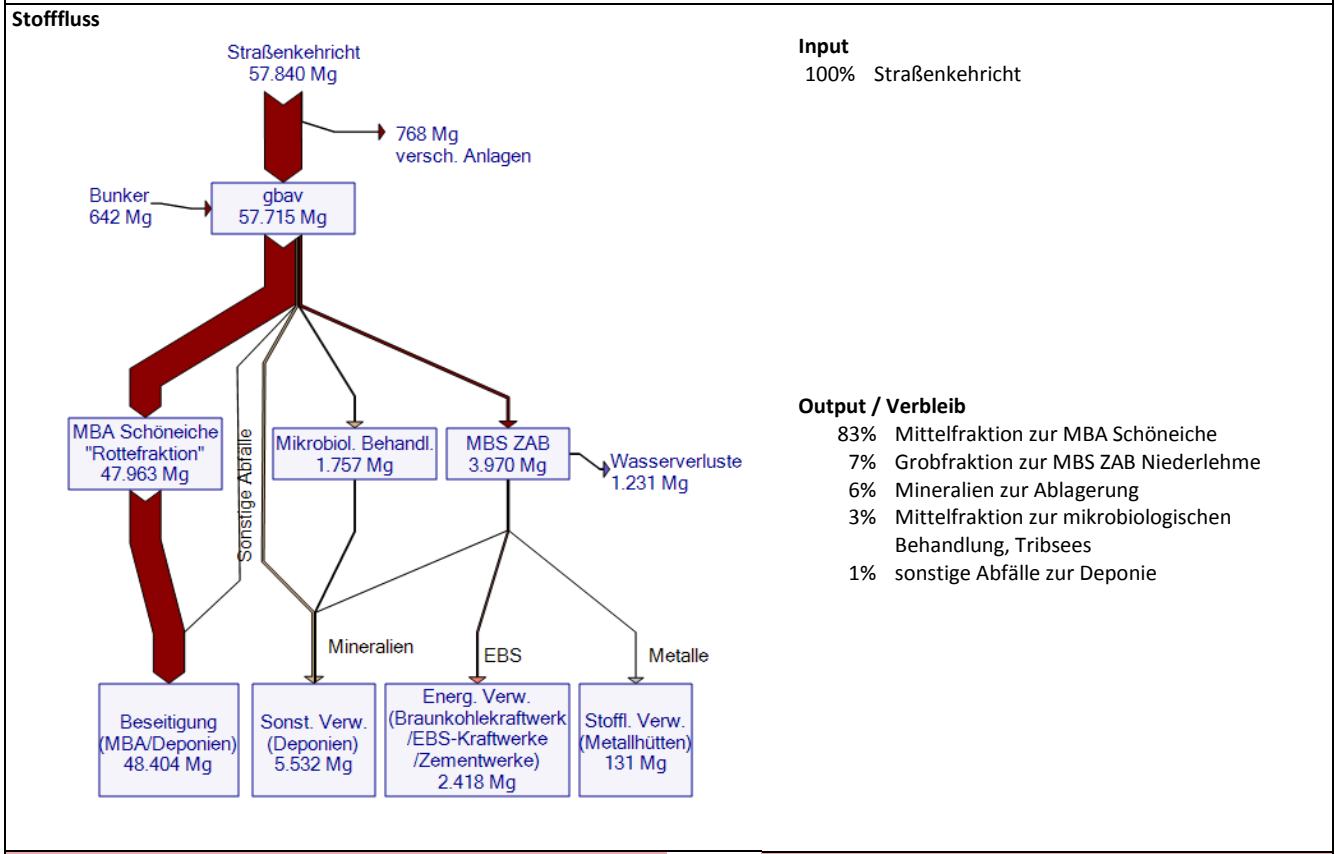 Stofffluss
Straßenkehricht
57.840 Mg
768 Mg
versch. Anlagen
Bunker
642 Mg
gbav
57.715 Mg
MBA Schöneiche
"Rottefraktion"
47.963 Mg
Sonstige Abfälle
Mikrobiol. Behandl.
1.757 Mg
MBS ZAB
3.970 Mg
Wasserverluste
1.231 Mg
Mineralien
EBS
Metalle
Beseitigung
(MBA/Deponien)
48.404 Mg
Sonst. Verw.
(Deponien)
5.532 Mg
Energ. Verw.
(Braunkohlekraftwerk
/EBS-Kraftwerke
/Zementwerke)
2.418 Mg
Stoffl. Verw.
(Metallhütten)
131 Mg
Input
100% Straßenkehricht
Output / Verbleib
83% Mittelfraktion zur MBA Schöneiche
7% Grobfraktion zur MBS ZAB Niederlehme
6% Mineralien zur Ablagerung
3% Mittelfraktion zur mikrobiologischen
Behandlung, Tribsees
1% sonstige Abfälle zur Deponie